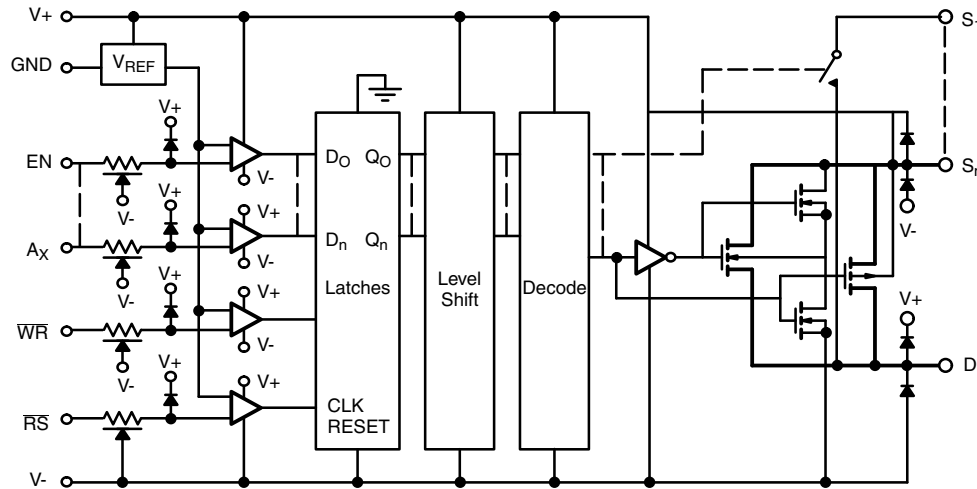 V+
GND
VREF
EN
AX
WR
RS
V-
V+
V-
V+
V-
V+
V-
V+
V+
V-
V+
V-
V+
V-
V+
DO
QO
Dn
Qn
Latches
CLK
RESET
Level
Shift
Decode
D
V-
V+